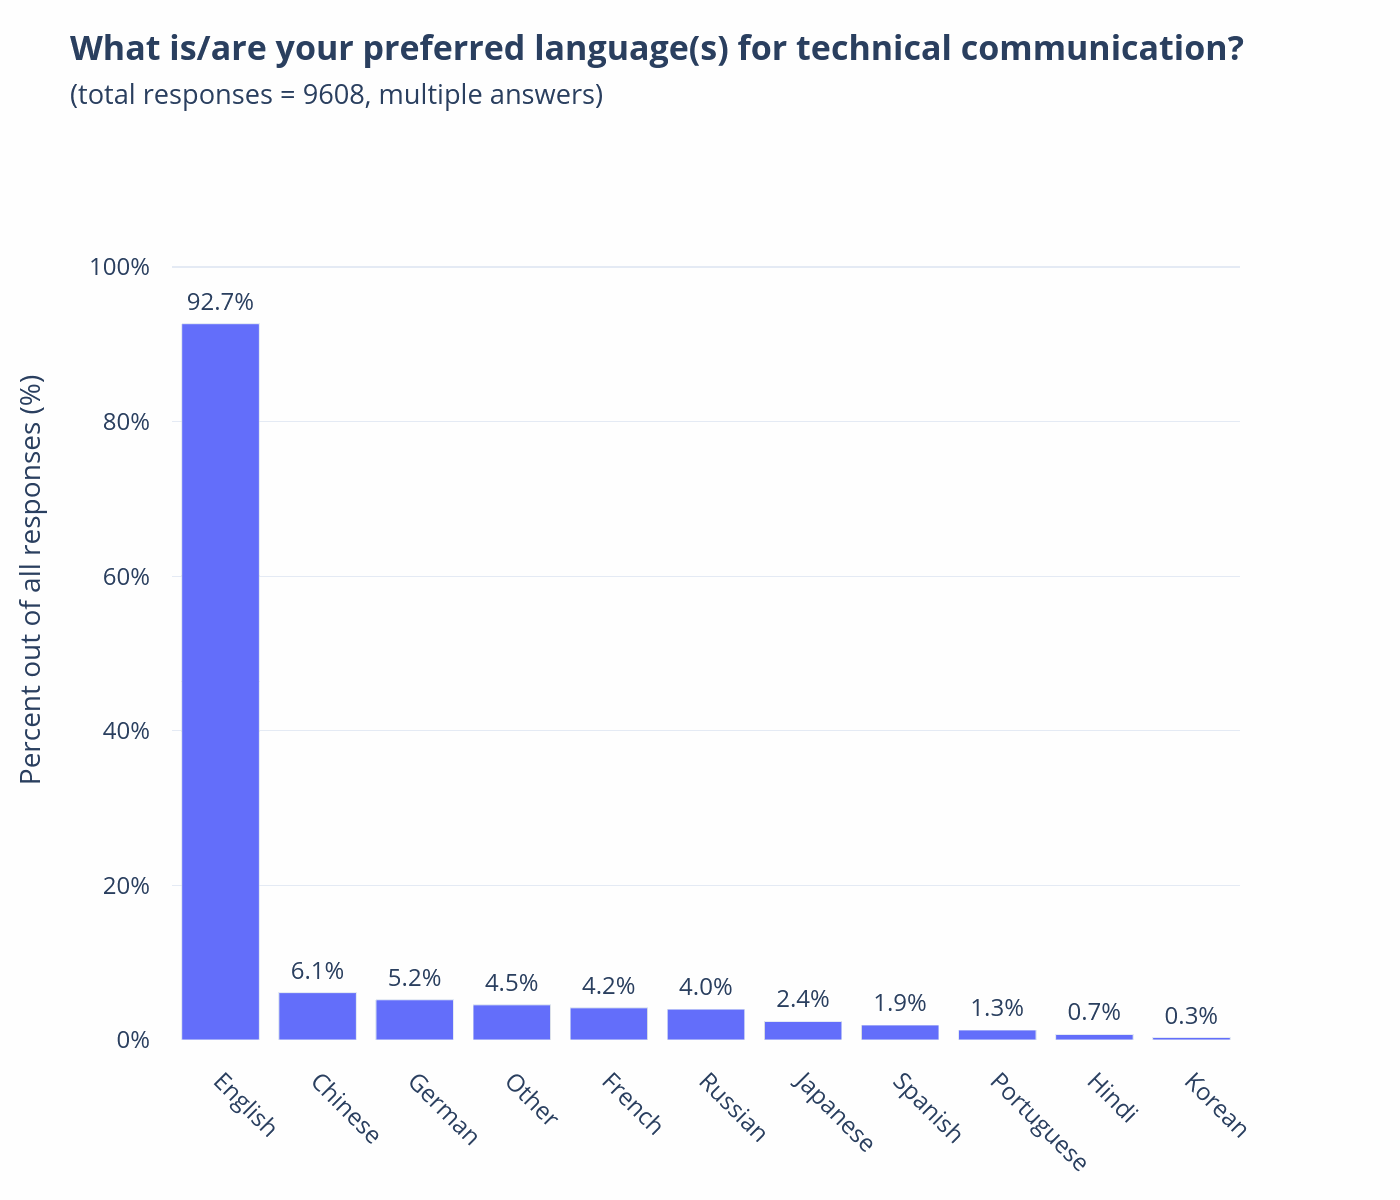 What is/are your preferred language(s) for technical communication?
(total responses = 9608, multiple answers)
Percent out of all responses (%)
100%
80%
60%
40%
20%
0%
92.7%
6.1%
5.2%
4.5%
4.2%
4.0%
2.4%
1.9%
1.3%
0.7%
0.3%
English
Chinese
German
Other
French
Russian
Japanese
Spanish
Portuguese
Hindi
Korean